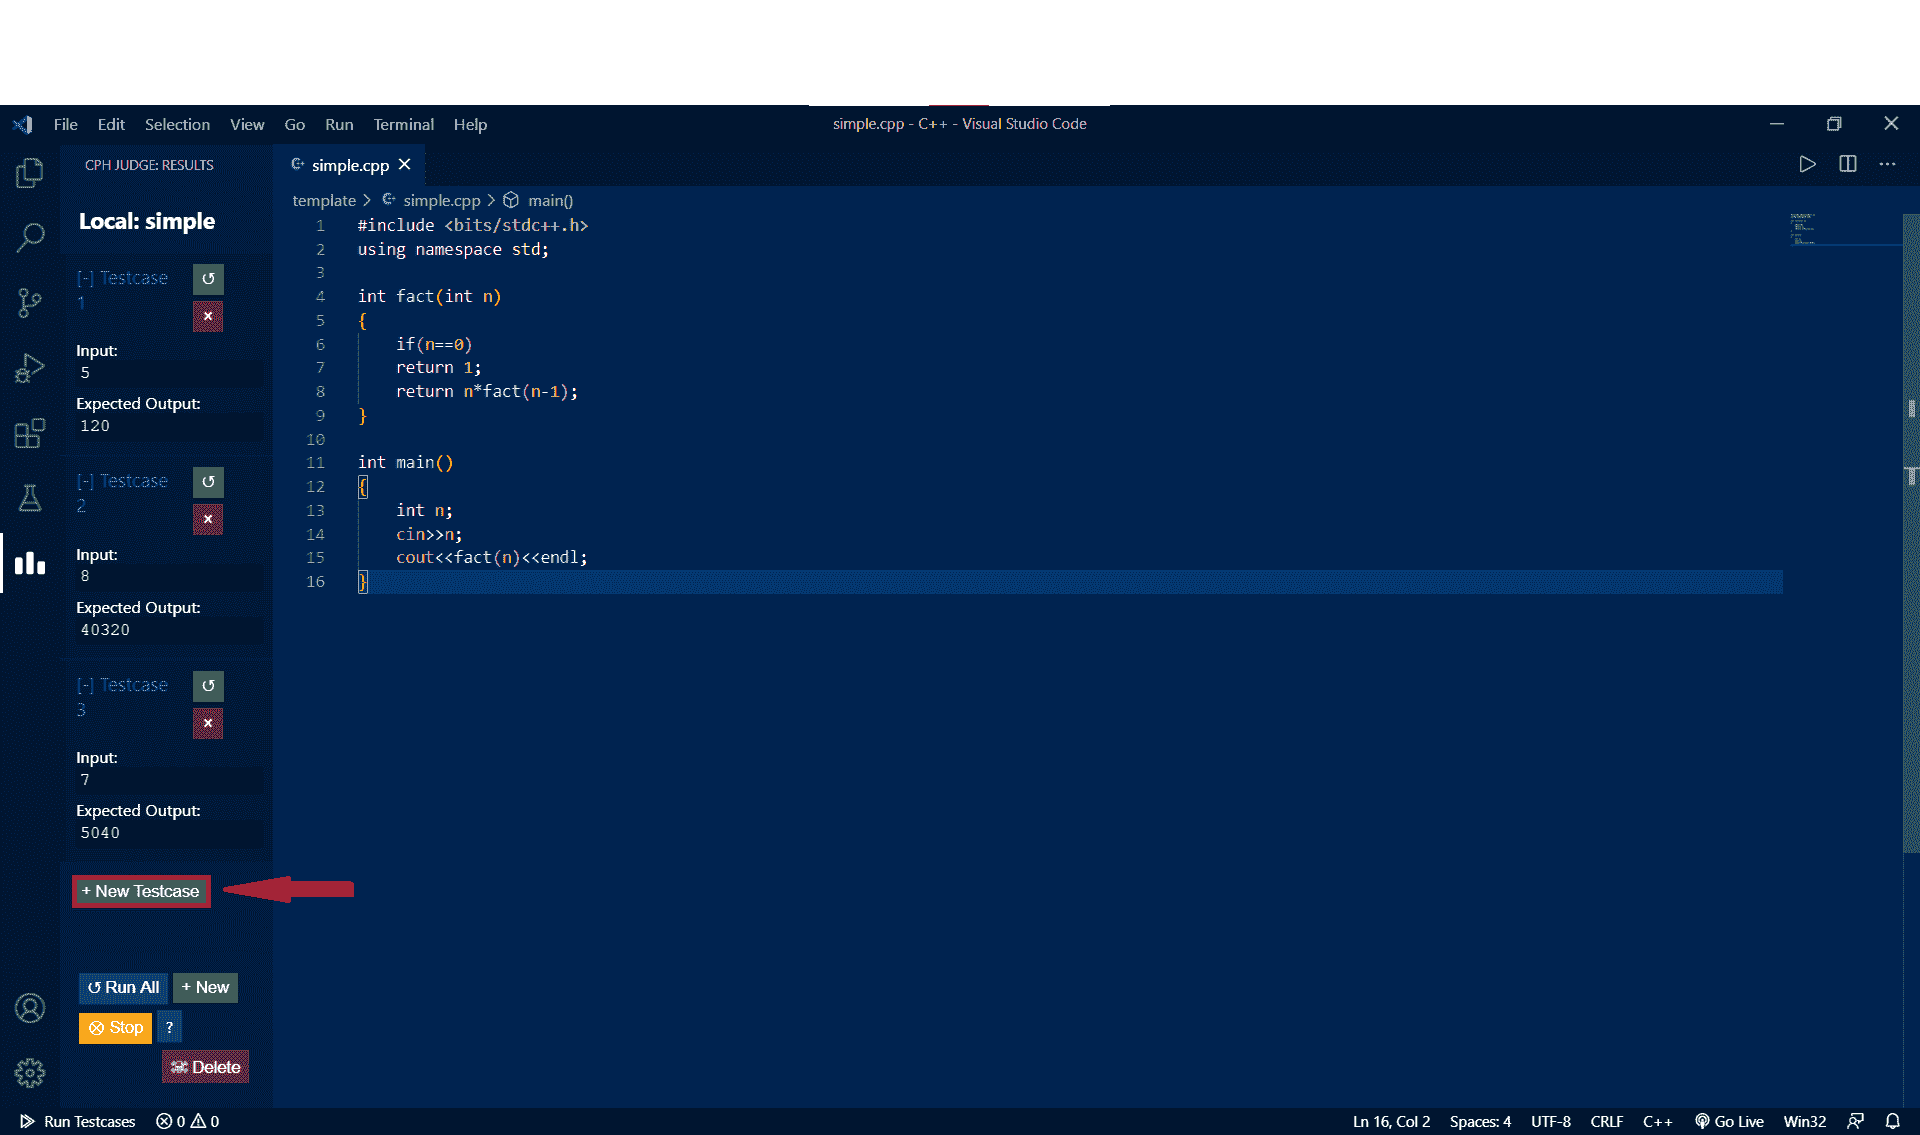 File Edit Selection View Go Run Terminal Help
simple.cpp - C++ - Visual Studio Code
CPH JUDGE: RESULTS
Local: simple
[-] Testcase
1
Input:
5
Expected Output:
120
[-] Testcase
2
Input:
8
Expected Output:
40320
[-] Testcase
3
Input:
7
Expected Output:
5040
+ New Testcase
Run All + New
Stop ?
Delete
simple.cpp
template > simple.cpp > main()
1 #include <bits/stdc++.h>
2 using namespace std;
3
4 int fact(int n)
5 {
6 if(n==0)
7 return 1;
8 return n*fact(n-1);
9 }
10
11 int main()
12 {
13 int n;
14 cin>>n;
15 cout<<fact(n)<<endl;
16 }
Run Testcases 0 0
Ln 16, Col 2 Spaces: 4 UTF-8 CRLF C++ Go Live Win32